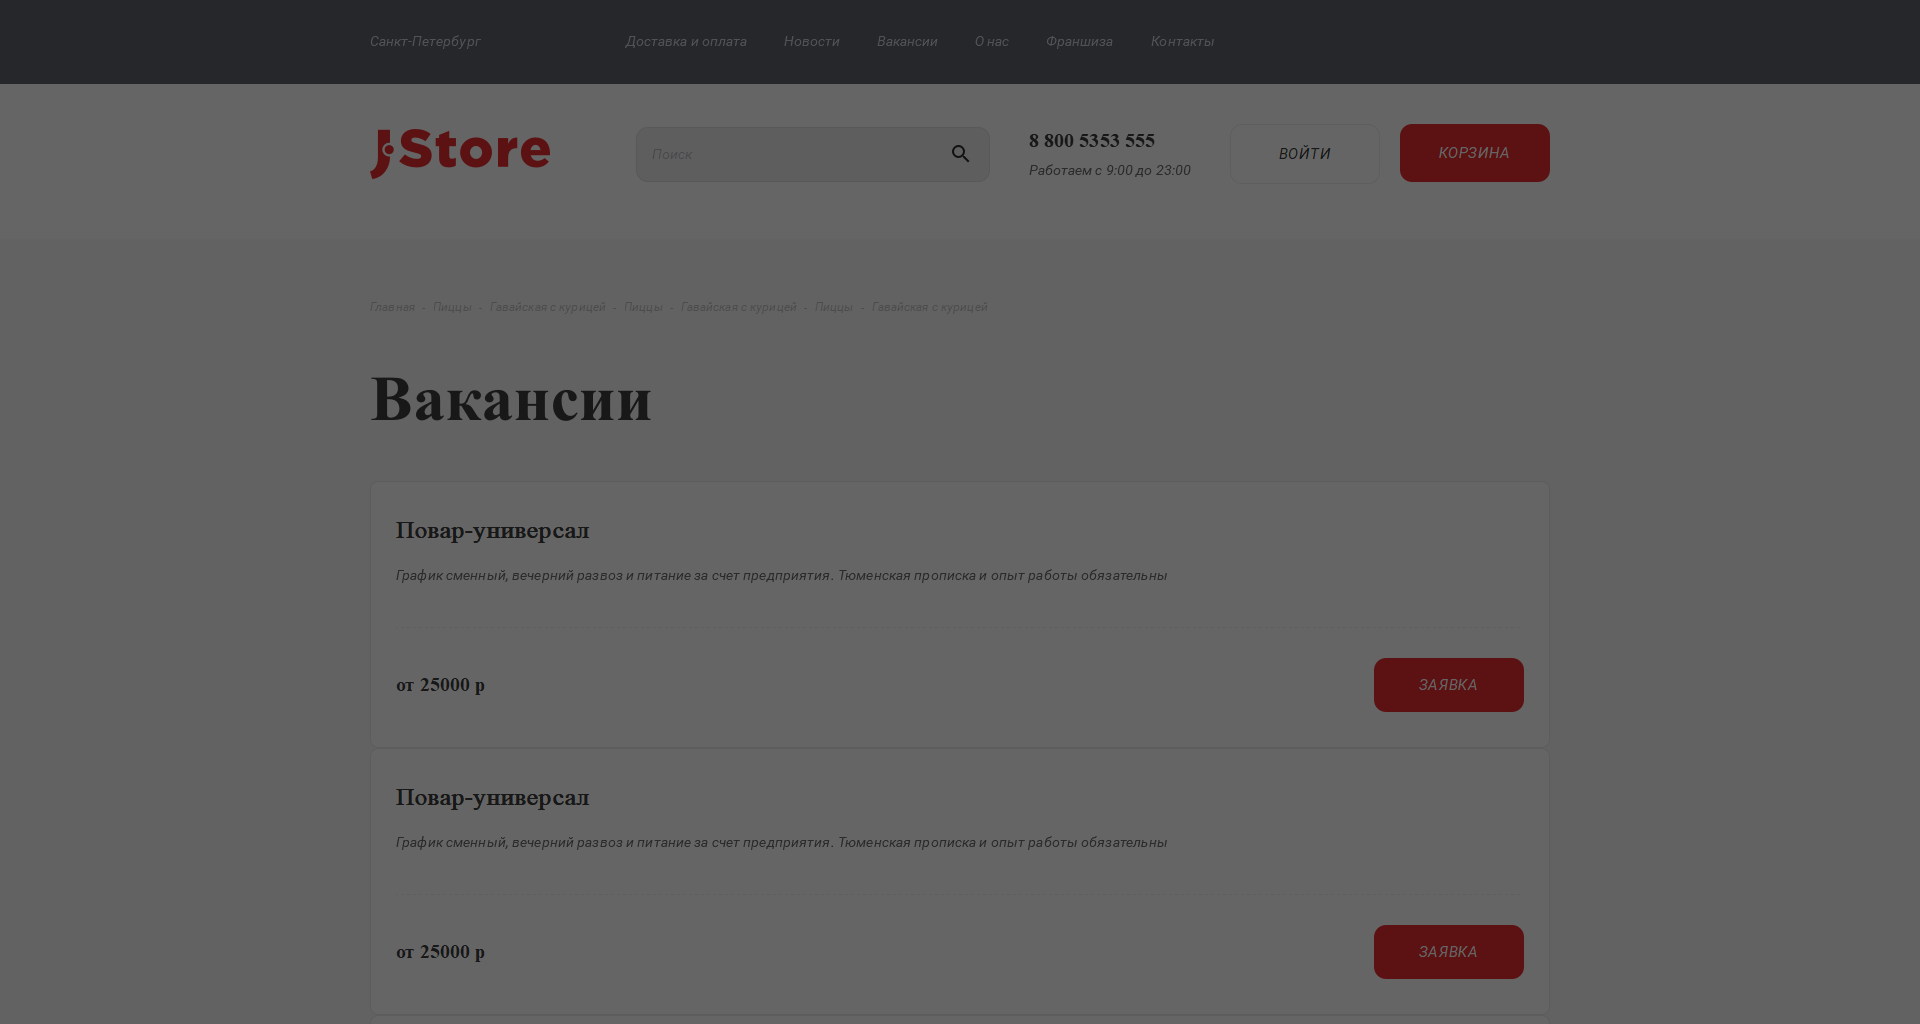 Санкт-Петербург Доставка и оплата Новости Вакансии О нас Франшиза Контакты
JStore
Поиск
8 800 5353 555
Работаем с 9:00 до 23:00
ВОЙТИ
КОРЗИНА
Главная - Пиццы - Гавайская с курицей - Пиццы - Гавайская с курицей - Пиццы - Гавайская с курицей
Вакансии
Повар-универсал
График сменный, вечерний развоз и питание за счет предприятия. Тюменская прописка и опыт работы обязательны
от 25000 р
ЗАЯВКА
Повар-универсал
График сменный, вечерний развоз и питание за счет предприятия. Тюменская прописка и опыт работы обязательны
от 25000 р
ЗАЯВКА